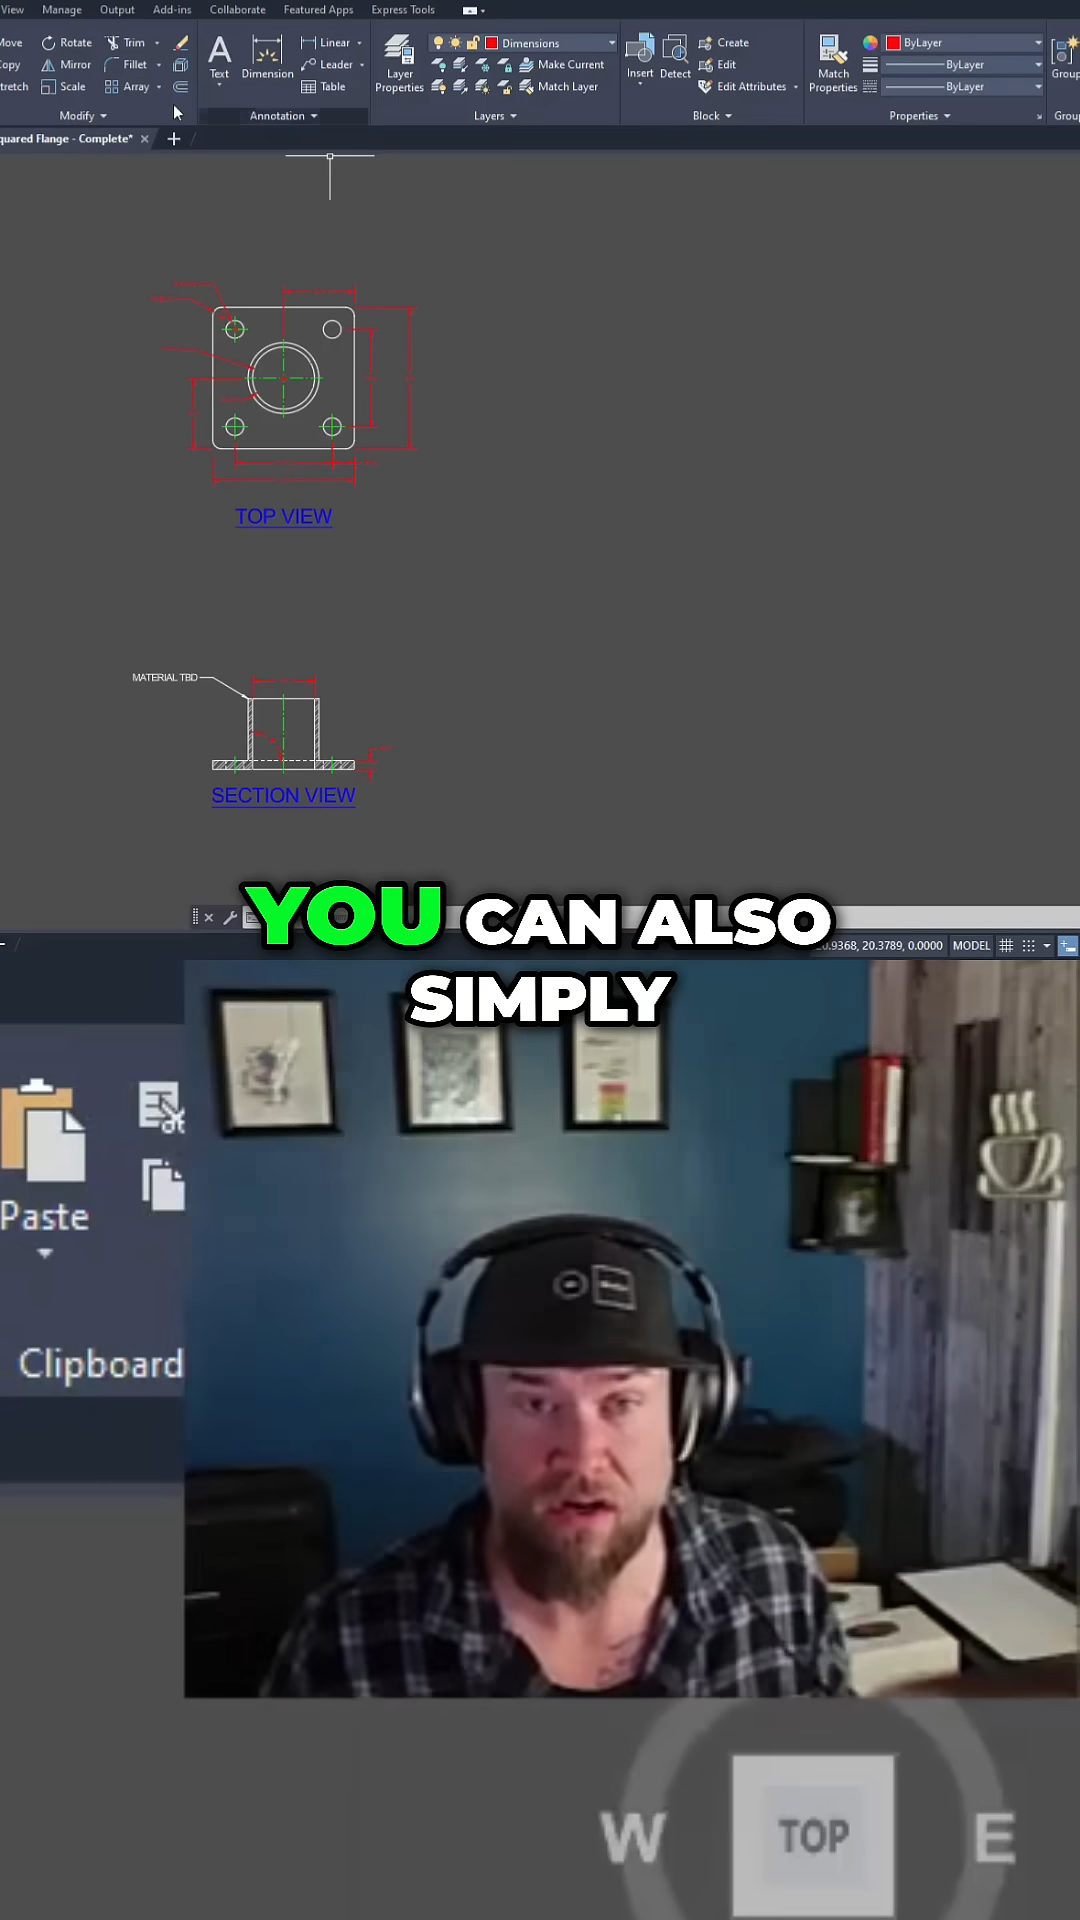 View Manage Output Add-ins Collaborate Featured Apps Express Tools
Move Rotate Trim Linear Dimensions Create ByLayer
Copy Mirror Fillet Text Dimension Leader Layer Properties Make Current Insert Detect Edit Match Properties ByLayer Group
Stretch Scale Array Table Match Layer Edit Attributes ByLayer
Modify Annotation Layers Block Properties Group
quared Flange - Complete*
TOP VIEW
MATERIAL TBD
SECTION VIEW
YOU CAN ALSO
0.9368, 20.3789, 0.0000 MODEL
SIMPLY
Paste
Clipboard
W TOP E